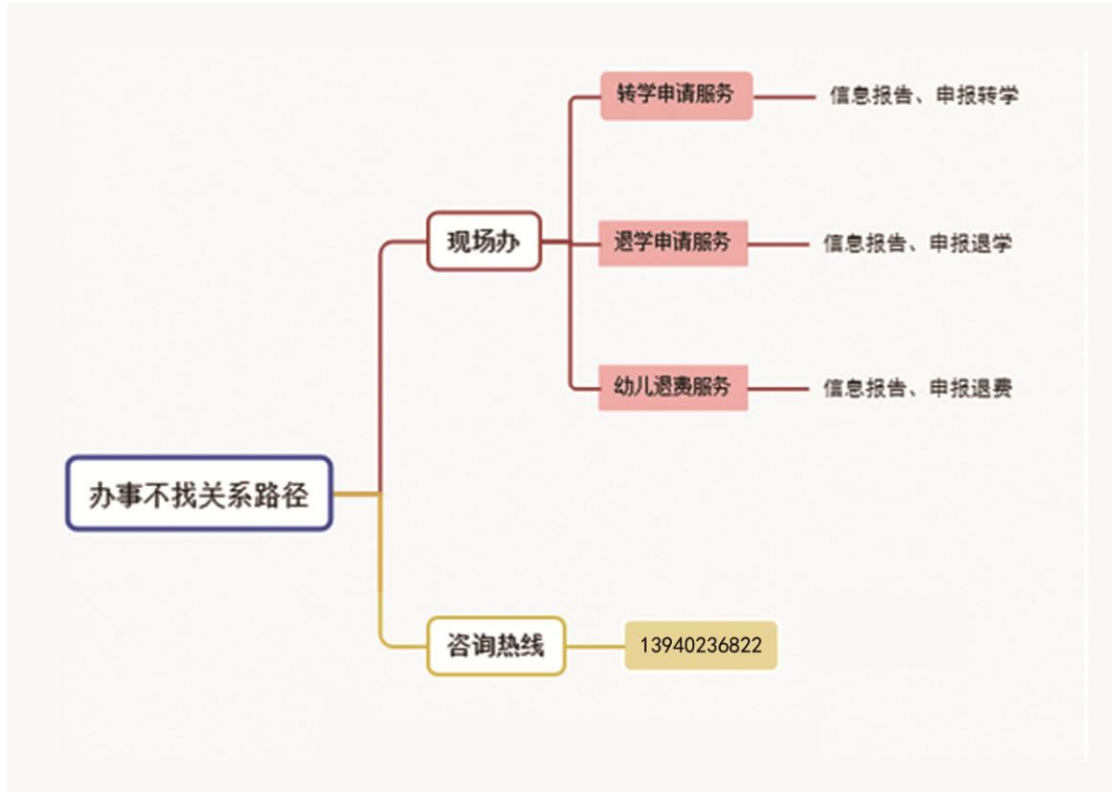 办事不找关系路径
现场办
转学申请服务
信息报告、申报转学
退学申请服务
信息报告、申报退学
幼儿退费服务
信息报告、申报退费
咨询热线
13940236822